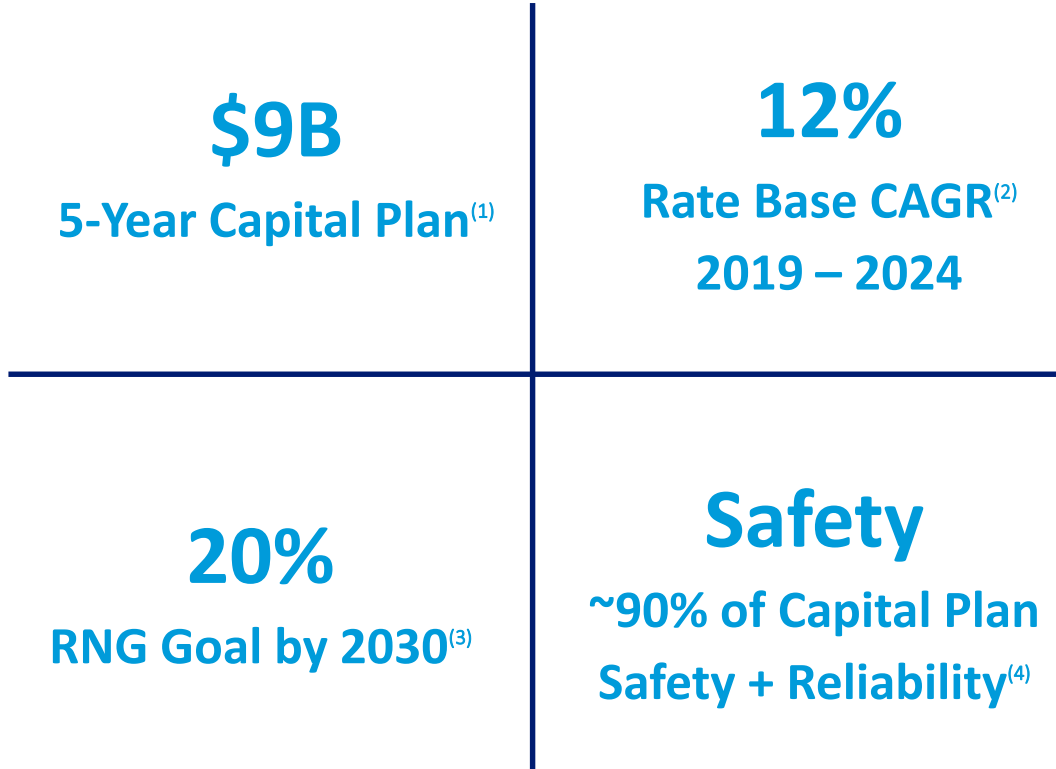 $9B
5-Year Capital Plan(1)
12%
Rate Base CAGR(2)
2019 – 2024
20%
RNG Goal by 2030(3)
Safety
~90% of Capital Plan
Safety + Reliability(4)